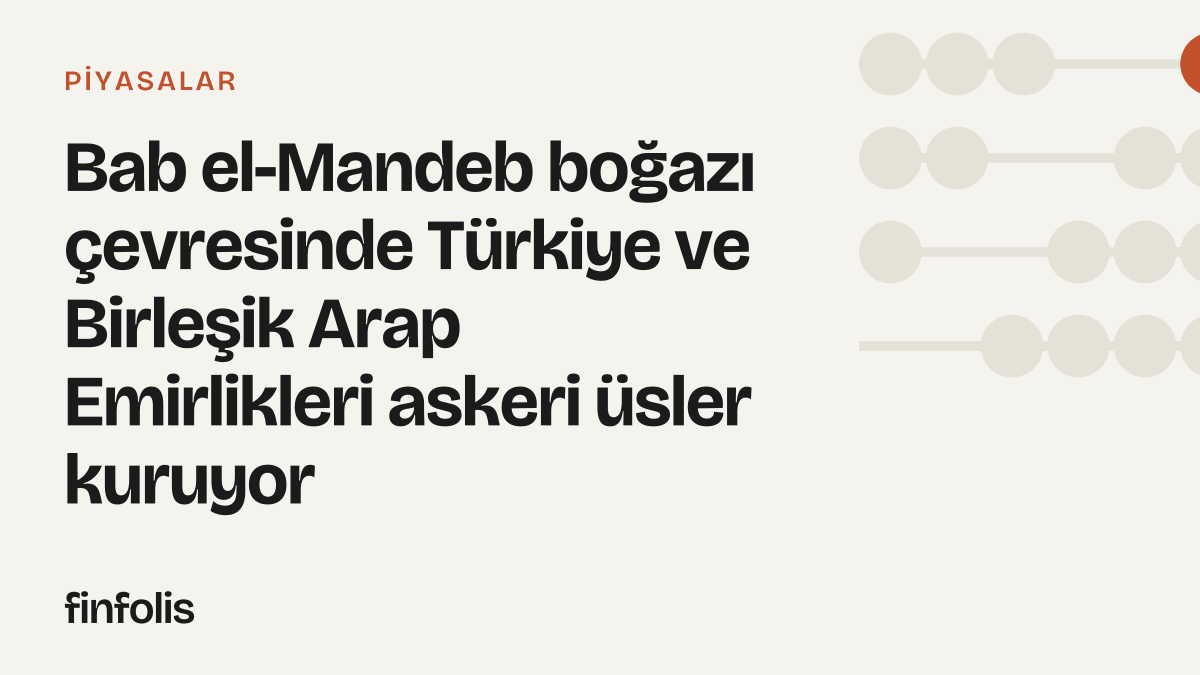 PİYASALAR
Bab el-Mandeb boğazı
çevresinde Türkiye ve
Birleşik Arap
Emirlikleri askeri üsler
kuruyor
finfolis